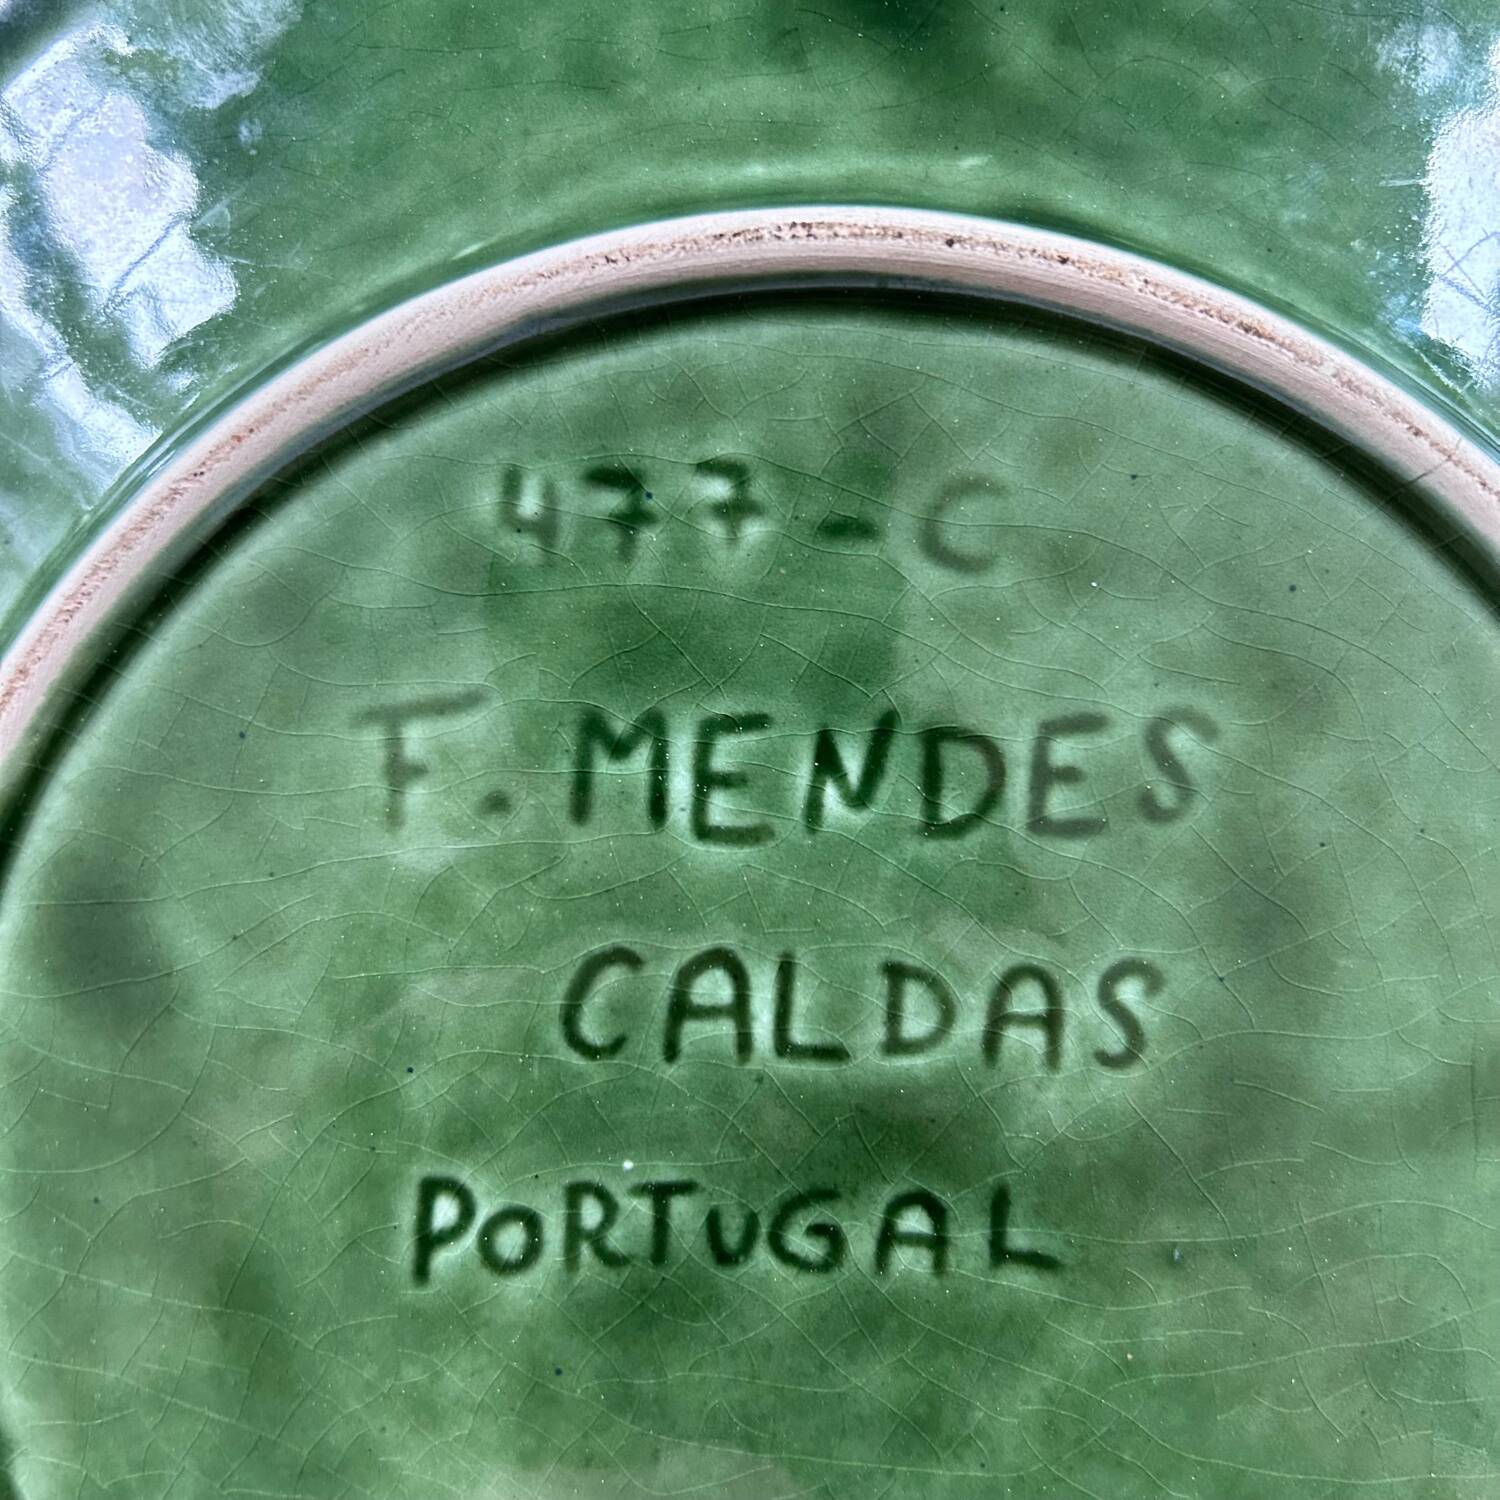 477-C
F. MENDES
CALDAS
PORTUGAL